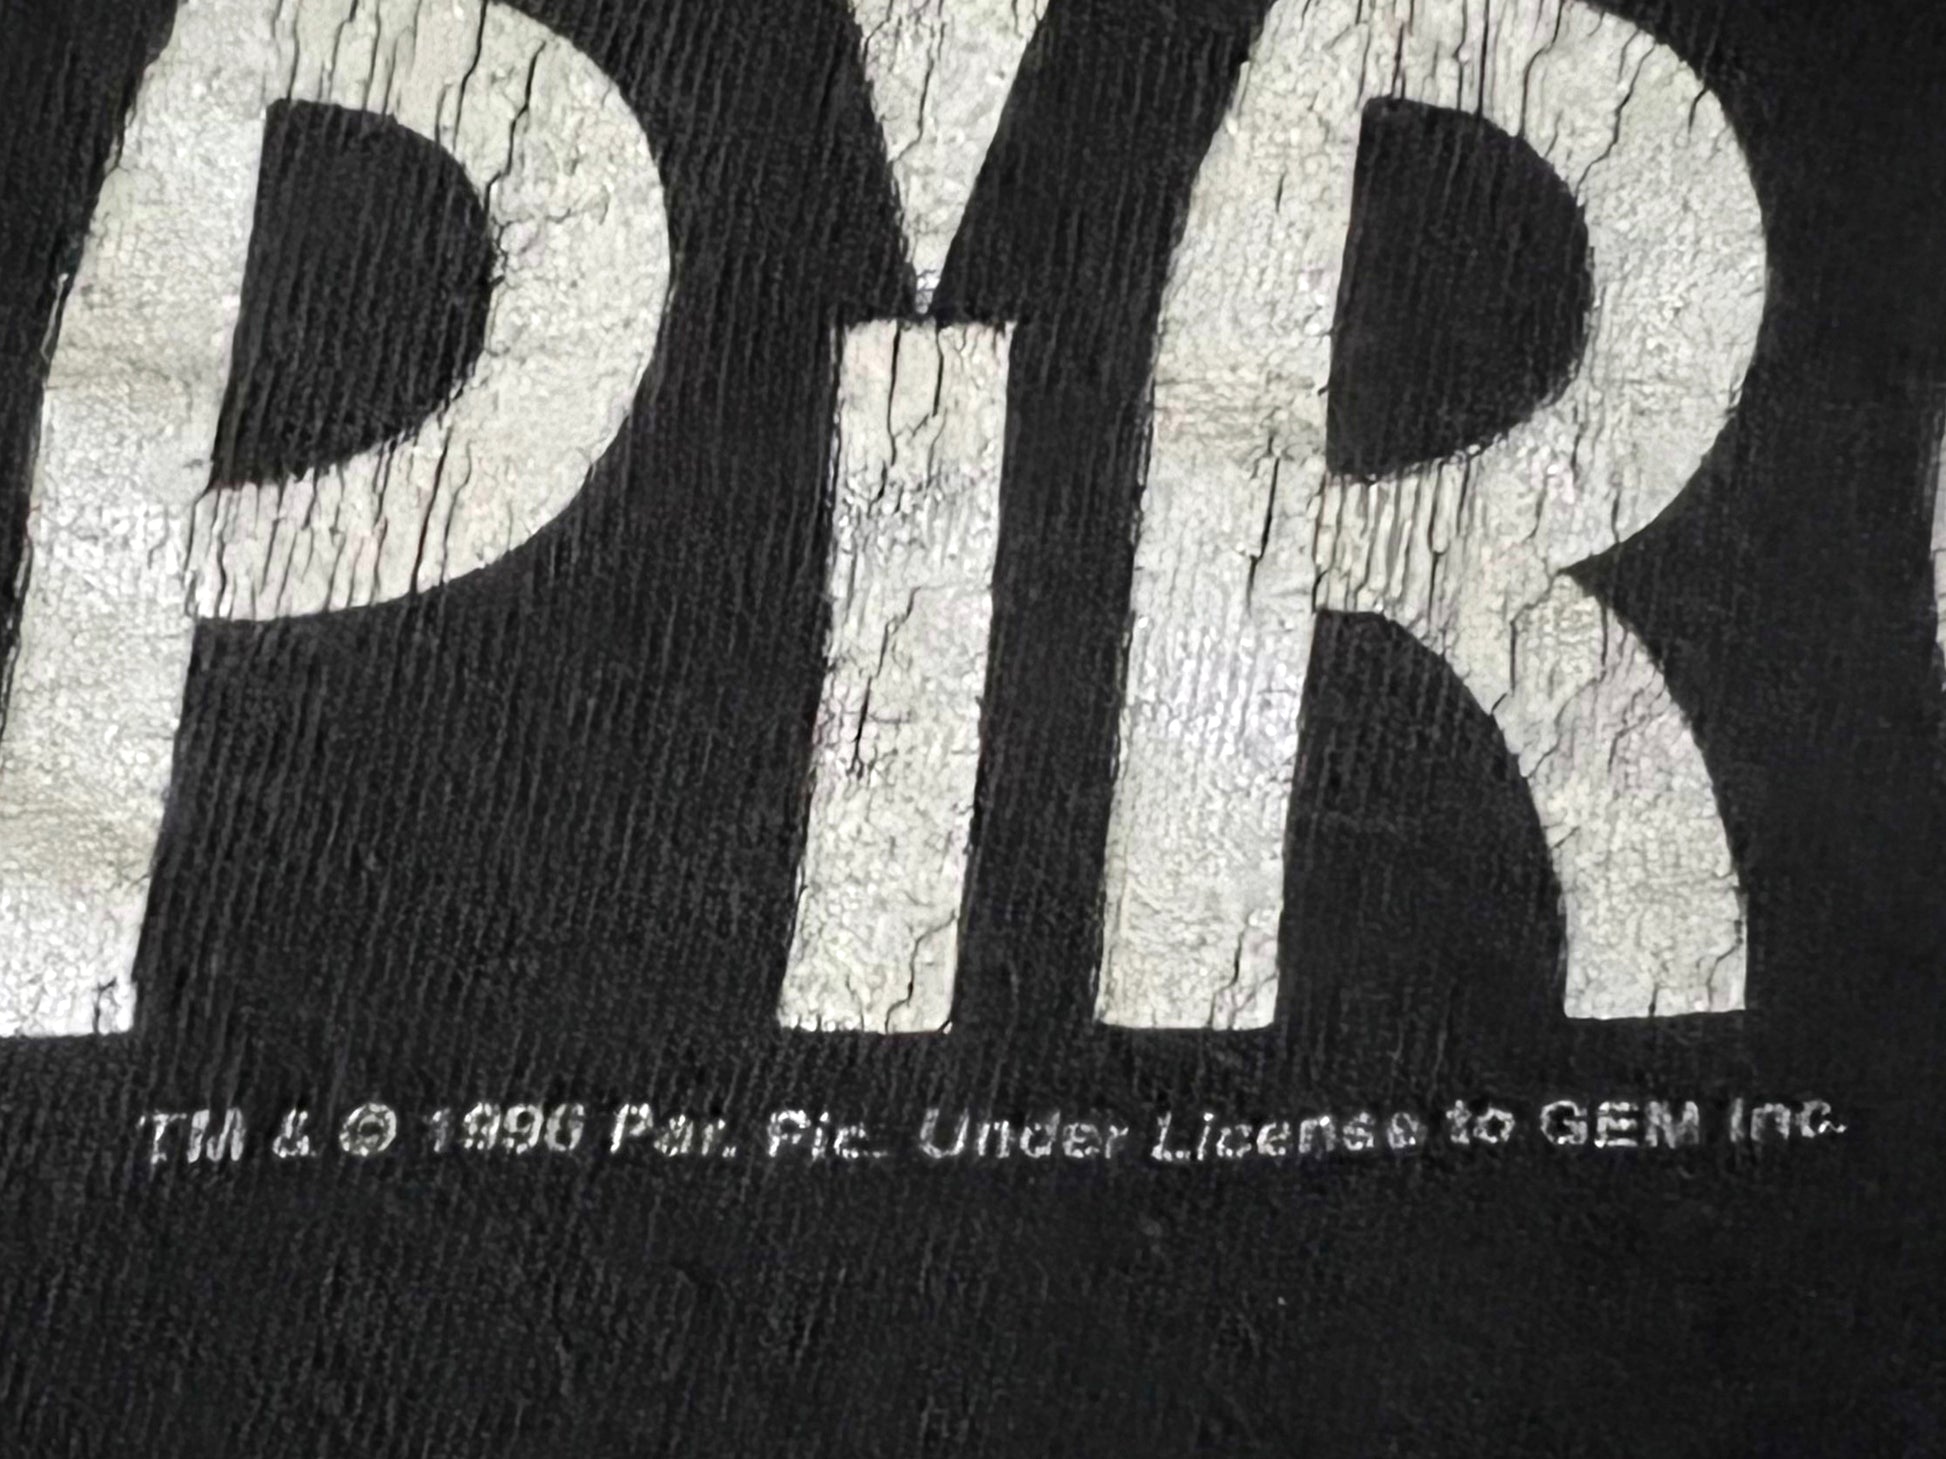 PIR
TM & © 1996 Par. Pic. Under License to GEM Inc.